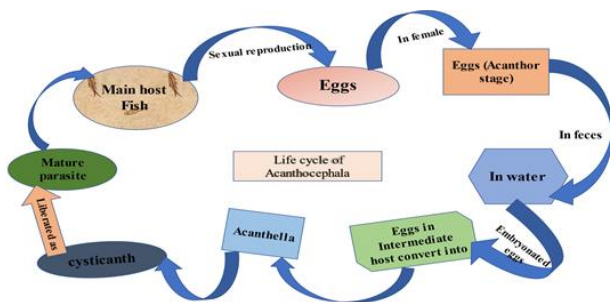 Sexual reproduction
In female
Main host
Fish
Eggs
Eggs (Acanthor
stage)
In feces
Mature
parasite
Life cycle of
Acanthocephala
In water
Liberated as
cysticanth
Acanthella
Eggs in
Intermediate
host convert into
Embryonated
eggs